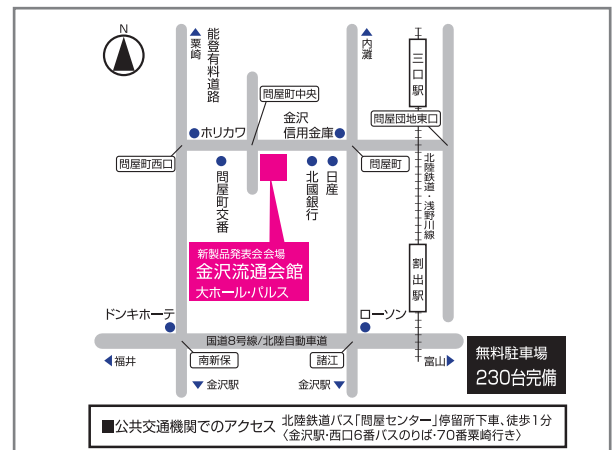 N
▲粟崎
能登有料道路
▲内灘
三口駅
問屋町中央
金沢
信用金庫
問屋団地東口
ホリカワ
問屋町西口
問屋町交番
北國銀行
日産
問屋町
北陸鉄道・浅野川線
新製品発表会会場
金沢流通会館
大ホール・パルス
割出駅
ドンキホーテ
ローソン
国道8号線/北陸自動車道
◀福井
南新保
諸江
富山▶
▼金沢駅
金沢駅▼
無料駐車場
230台完備
■公共交通機関でのアクセス
北陸鉄道バス「問屋センター」停留所下車、徒歩1分
〈金沢駅・西口6番バスのりば・70番粟崎行き〉